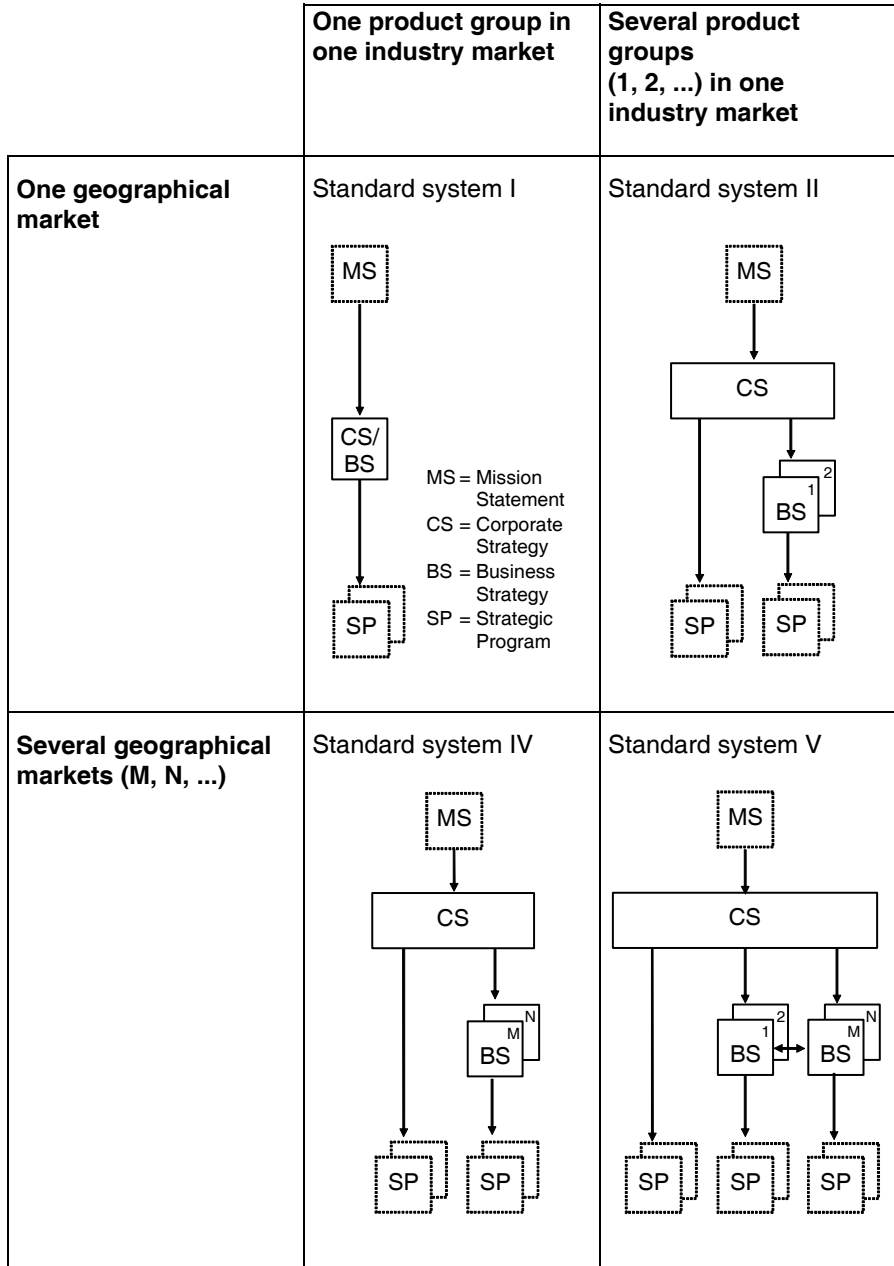 One product group in
one industry market
Several product
groups
(1, 2, ...) in one
industry market
One geographical
market
Standard system I
MS
CS/
BS
SP
MS = Mission
Statement
CS = Corporate
Strategy
BS = Business
Strategy
SP = Strategic
Program
Standard system II
MS
CS
2
1
BS
SP
SP
Several geographical
markets (M, N, ...)
Standard system IV
MS
CS
N
M
BS
SP
SP
Standard system V
MS
CS
2
1
BS
N
M
BS
SP
SP
SP